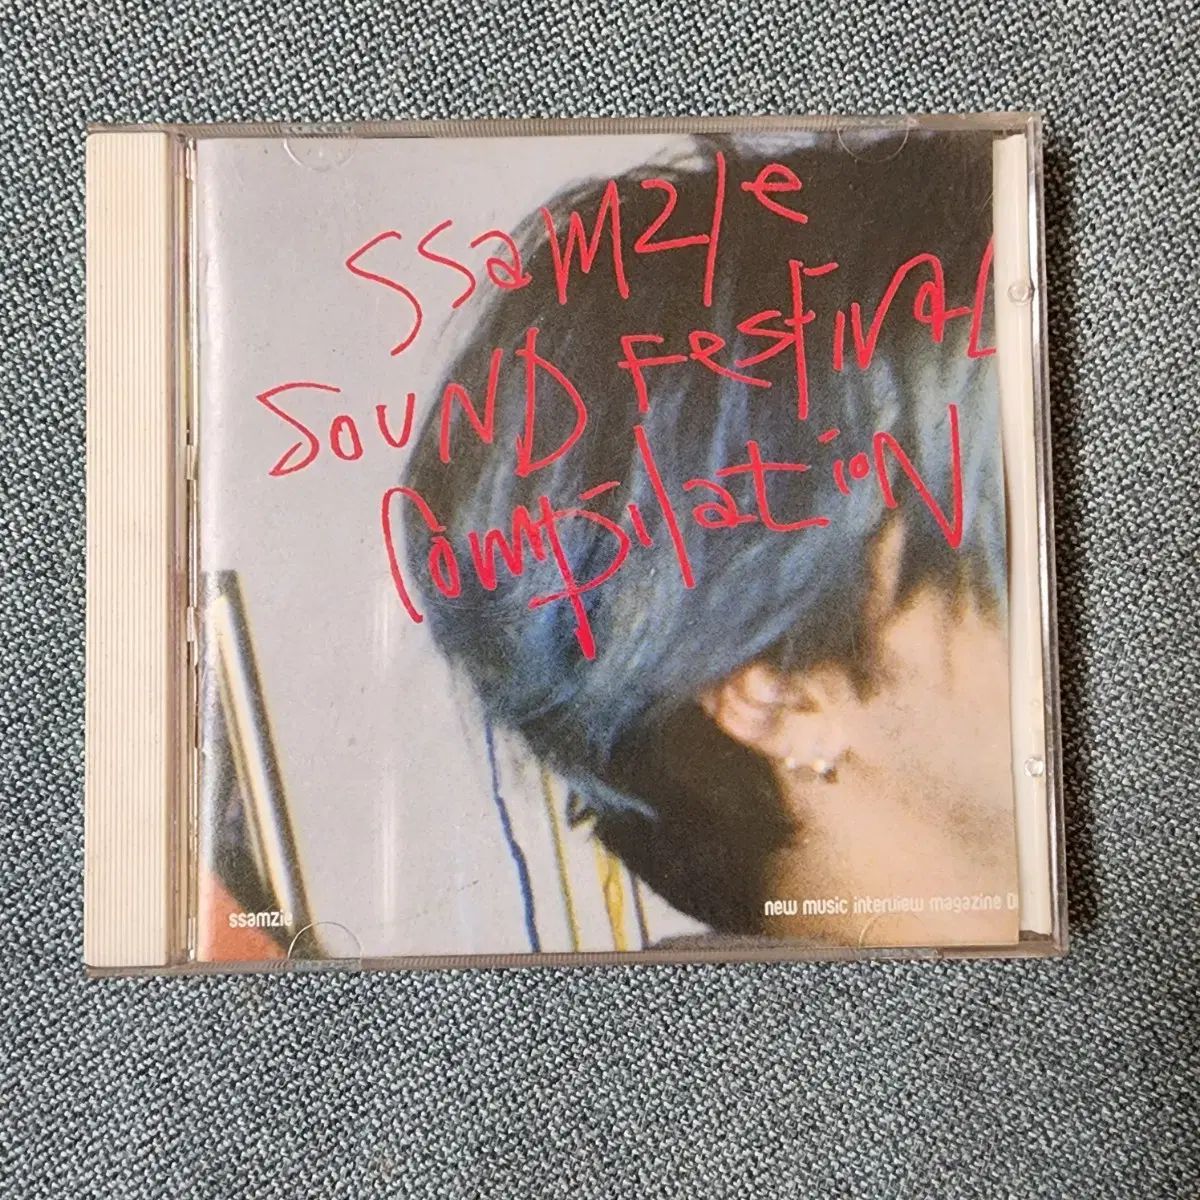 ssamzie
sound Festival
Compilation
ssamzie
new music interview magazine